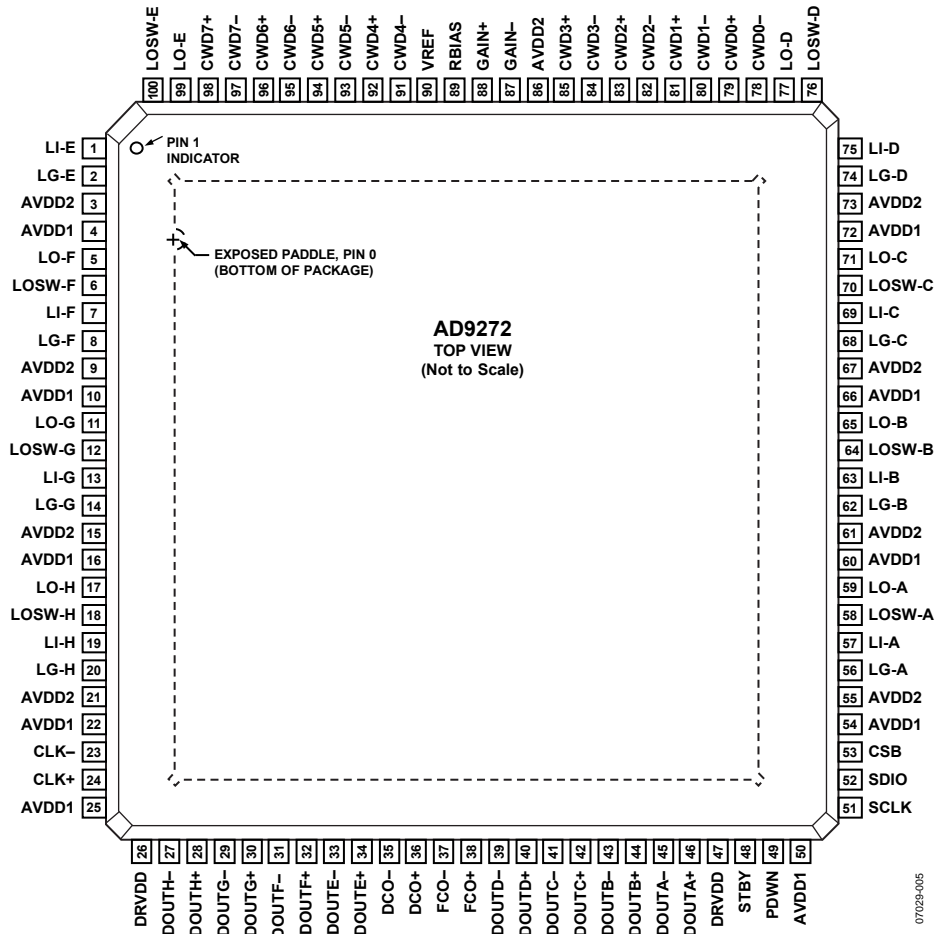 LOSW-E
LO-E
CWD7+
CWD7–
CWD6+
CWD6–
CWD5+
CWD5–
CWD4+
CWD4–
VREF
RBIAS
GAIN+
GAIN–
AVDD2
CWD3+
CWD3–
CWD2+
CWD2–
CWD1+
CWD1–
CWD0+
CWD0–
LO-D
LOSW-D
100 99 98 97 96 95 94 93 92 91 90 89 88 87 86 85 84 83 82 81 80 79 78 77 76
PIN 1
INDICATOR
EXPOSED PADDLE, PIN 0
(BOTTOM OF PACKAGE)
AD9272
TOP VIEW
(Not to Scale)
LI-E 1
LG-E 2
AVDD2 3
AVDD1 4
LO-F 5
LOSW-F 6
LI-F 7
LG-F 8
AVDD2 9
AVDD1 10
LO-G 11
LOSW-G 12
LI-G 13
LG-G 14
AVDD2 15
AVDD1 16
LO-H 17
LOSW-H 18
LI-H 19
LG-H 20
AVDD2 21
AVDD1 22
CLK– 23
CLK+ 24
AVDD1 25
75 LI-D
74 LG-D
73 AVDD2
72 AVDD1
71 LO-C
70 LOSW-C
69 LI-C
68 LG-C
67 AVDD2
66 AVDD1
65 LO-B
64 LOSW-B
63 LI-B
62 LG-B
61 AVDD2
60 AVDD1
59 LO-A
58 LOSW-A
57 LI-A
56 LG-A
55 AVDD2
54 AVDD1
53 CSB
52 SDIO
51 SCLK
26 27 28 29 30 31 32 33 34 35 36 37 38 39 40 41 42 43 44 45 46 47 48 49 50
DRVDD
DOUTH–
DOUTH+
DOUTG–
DOUTG+
DOUTF–
DOUTF+
DOUTE–
DOUTE+
DCO–
DCO+
FCO–
FCO+
DOUTD–
DOUTD+
DOUTC–
DOUTC+
DOUTB–
DOUTB+
DOUTA–
DOUTA+
DRVDD
STBY
PDWN
AVDD1
07029-005